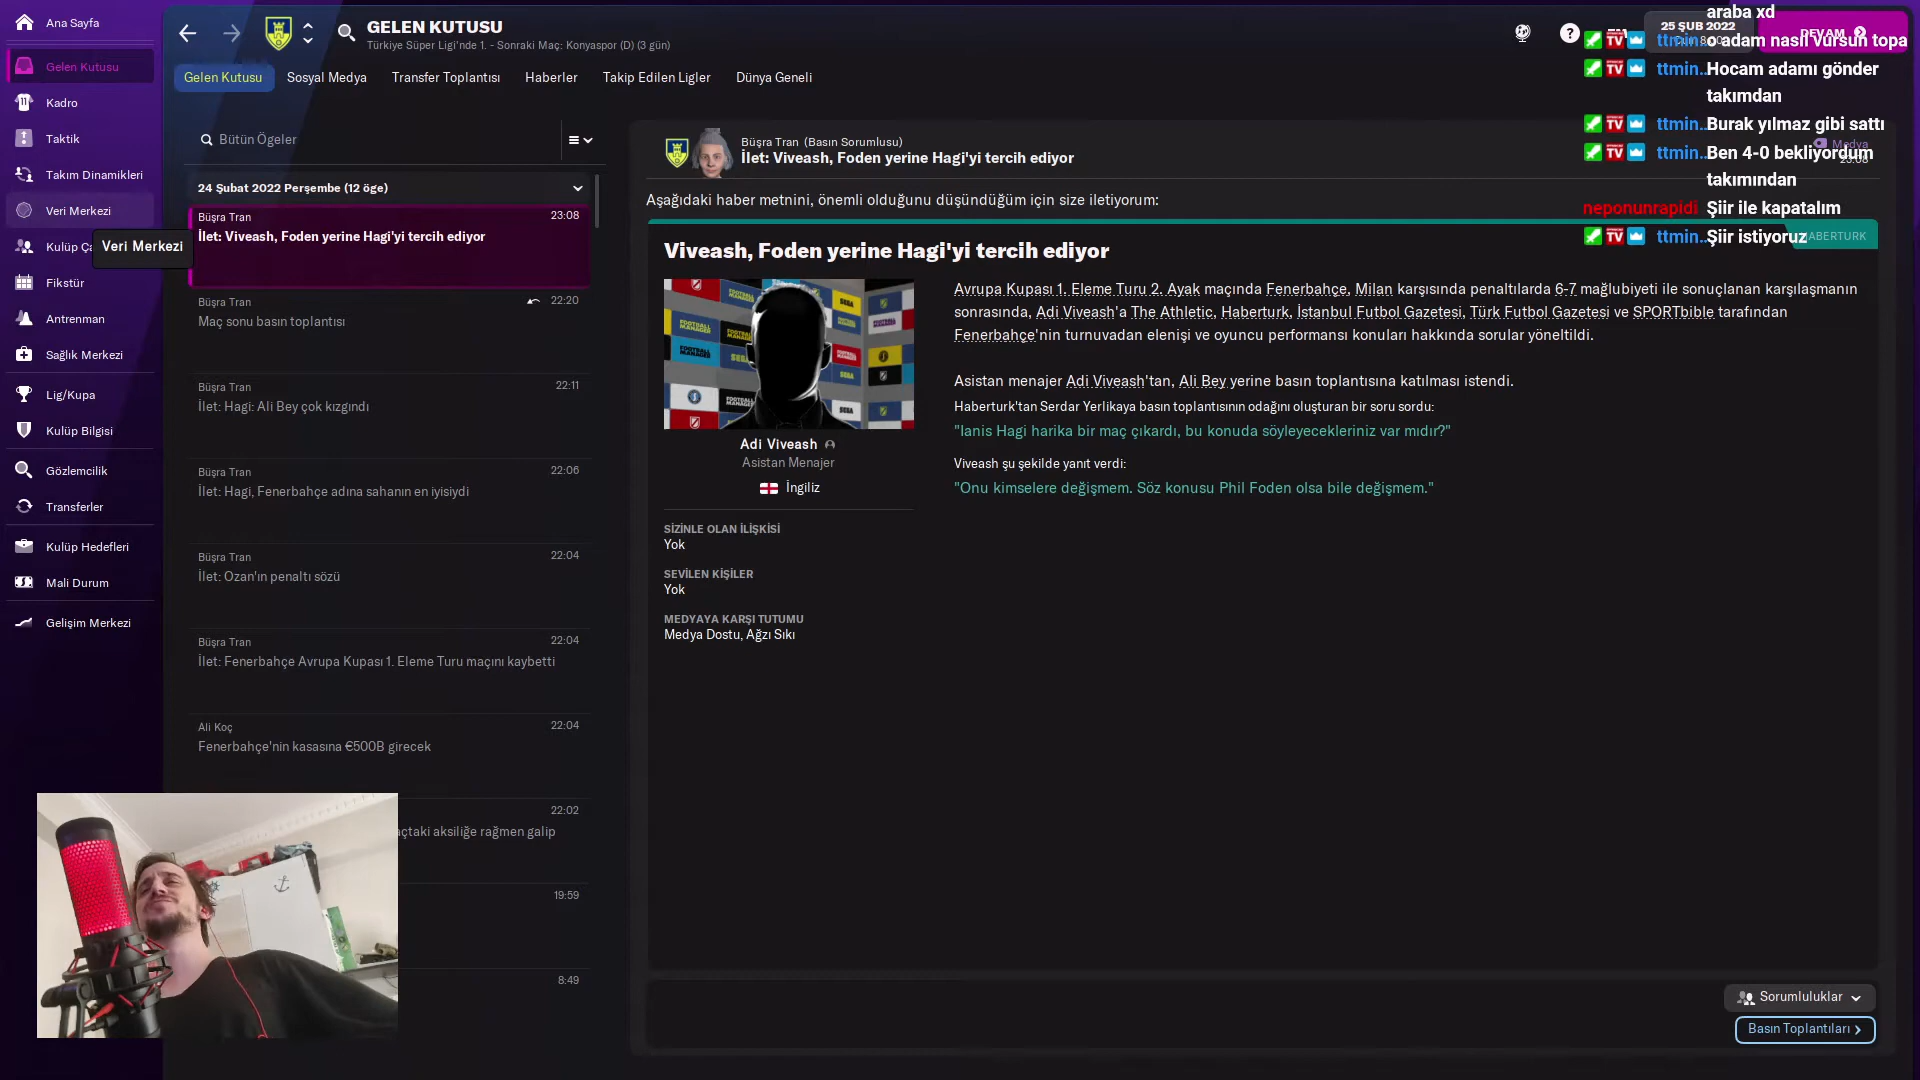 Ana Sayfa
Gelen Kutusu
Kadro
Taktik
Takım Dinamikleri
Veri Merkezi
Kulüp Ça
Veri Merkezi
Fikstür
Antrenman
Sağlık Merkezi
Lig/Kupa
Kulüp Bilgisi
Gözlemcilik
Transferler
Kulüp Hedefleri
Mali Durum
Gelişim Merkezi
GELEN KUTUSU
Türkiye Süper Ligi'nde 1. - Sonraki Maç: Konyaspor (D) (3 gün)
Gelen Kutusu Sosyal Medya Transfer Toplantısı Haberler Takip Edilen Ligler Dünya Geneli
25 ŞUB 2022
DEVAM
araba xd
ttmin.. o adam nasıl vursun topa
ttmin.. Hocam adamı gönder
takımdan
ttmin.. Burak yılmaz gibi sattı
ttmin.. Ben 4-0 bekliyordum
takımından
neponunrapidi Şiir ile kapatalım
ttmin.. Şiir istiyoruz
Bütün Ögeler
24 Şubat 2022 Perşembe (12 öge)
Büşra Tran 23:08
İlet: Viveash, Foden yerine Hagi'yi tercih ediyor
Büşra Tran 22:20
Maç sonu basın toplantısı
Büşra Tran 22:11
İlet: Hagi: Ali Bey çok kızgındı
Büşra Tran 22:06
İlet: Hagi, Fenerbahçe adına sahanın en iyisiydi
Büşra Tran 22:04
İlet: Ozan'ın penaltı sözü
Büşra Tran 22:04
İlet: Fenerbahçe Avrupa Kupası 1. Eleme Turu maçını kaybetti
Ali Koç 22:04
Fenerbahçe'nin kasasına €500B girecek
22:02
açtaki aksiliğe rağmen galip
19:59
8:49
Büşra Tran (Basın Sorumlusu)
İlet: Viveash, Foden yerine Hagi'yi tercih ediyor
Medya
23:08
Aşağıdaki haber metnini, önemli olduğunu düşündüğüm için size iletiyorum:
HABERTURK
Viveash, Foden yerine Hagi'yi tercih ediyor
Adi Viveash
Asistan Menajer
İngiliz
SİZİNLE OLAN İLİŞKİSİ
Yok
SEVİLEN KİŞİLER
Yok
MEDYAYA KARŞI TUTUMU
Medya Dostu, Ağzı Sıkı
Avrupa Kupası 1. Eleme Turu 2. Ayak maçında Fenerbahçe, Milan karşısında penaltılarda 6-7 mağlubiyeti ile sonuçlanan karşılaşmanın
sonrasında, Adi Viveash'a The Athletic, Haberturk, İstanbul Futbol Gazetesi, Türk Futbol Gazetesi ve SPORTbible tarafından
Fenerbahçe'nin turnuvadan elenişi ve oyuncu performansı konuları hakkında sorular yöneltildi.
Asistan menajer Adi Viveash'tan, Ali Bey yerine basın toplantısına katılması istendi.
Haberturk'tan Serdar Yerlikaya basın toplantısının odağını oluşturan bir soru sordu:
"Ianis Hagi harika bir maç çıkardı, bu konuda söyleyecekleriniz var mıdır?"
Viveash şu şekilde yanıt verdi:
"Onu kimselere değişmem. Söz konusu Phil Foden olsa bile değişmem."
Sorumluluklar
Basın Toplantıları